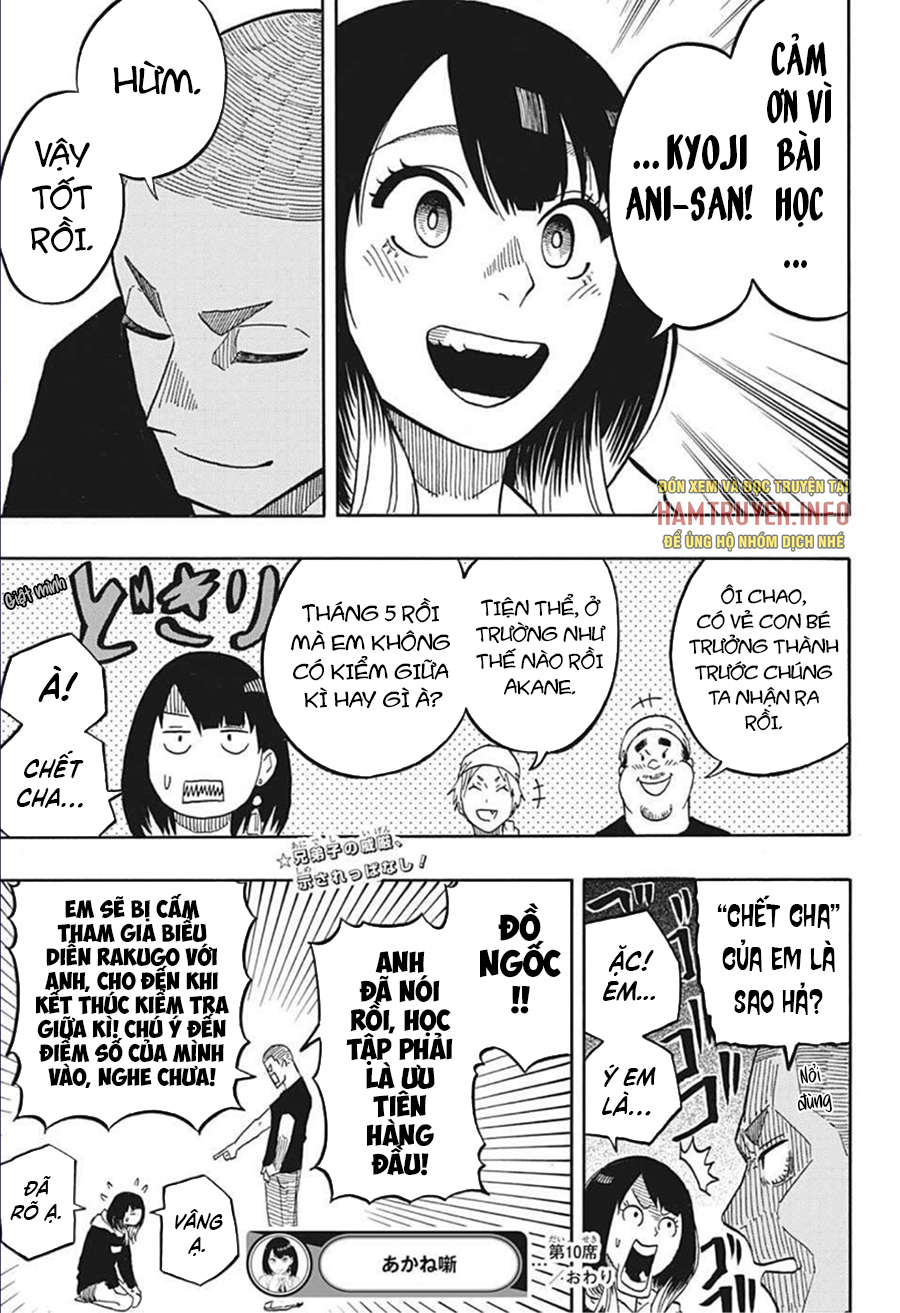 CẢM
ƠN VÌ
BÀI
HỌC
...
...KYOJI
ANI-SAN!
HỪM.
VẬY
TỐT
RỒI.
ĐÓN XEM VÀ ĐỌC TRUYỆN TẠI
HAMTRUYEN.INFO
ĐỂ ỦNG HỘ NHÓM DỊCH NHÉ
ÔI CHAO,
CÓ VẺ CON BÉ
TRƯỞNG THÀNH
TRƯỚC CHÚNG
TA NHẬN RA
RỒI.
TIỆN THỂ, Ở
TRƯỜNG NHƯ
THẾ NÀO RỒI
AKANE.
THÁNG 5 RỒI
MÀ EM KHÔNG
CÓ KIỂM GIỮA
KÌ HAY GÌ À?
どきり
Giật mình
À!
CHẾT
CHA...
☆兄弟子の威厳、
示されっぱなし!
"CHẾT CHA"
CỦA EM LÀ
SAO HẢ?
Nổi
đùng
ゴゴゴゴ
ẶC!
EM...
Ý EM
LÀ...
ĐỒ
NGỐC
!!
ANH
ĐÃ NÓI
RỒI, HỌC
TẬP PHẢI
LÀ ƯU
TIÊN
HÀNG
ĐẦU!
EM SẼ BỊ CẤM
THAM GIA BIỂU
DIỄN RAKUGO VỚI
ANH, CHO ĐẾN KHI
KẾT THÚC KIỂM TRA
GIỮA KÌ! CHÚ Ý ĐẾN
ĐIỂM SỐ CỦA MÌNH
VÀO, NGHE CHƯA!
VÂNG
Ạ.
ĐÃ
RÕ Ạ.
あかね噺
第10席
／おわり